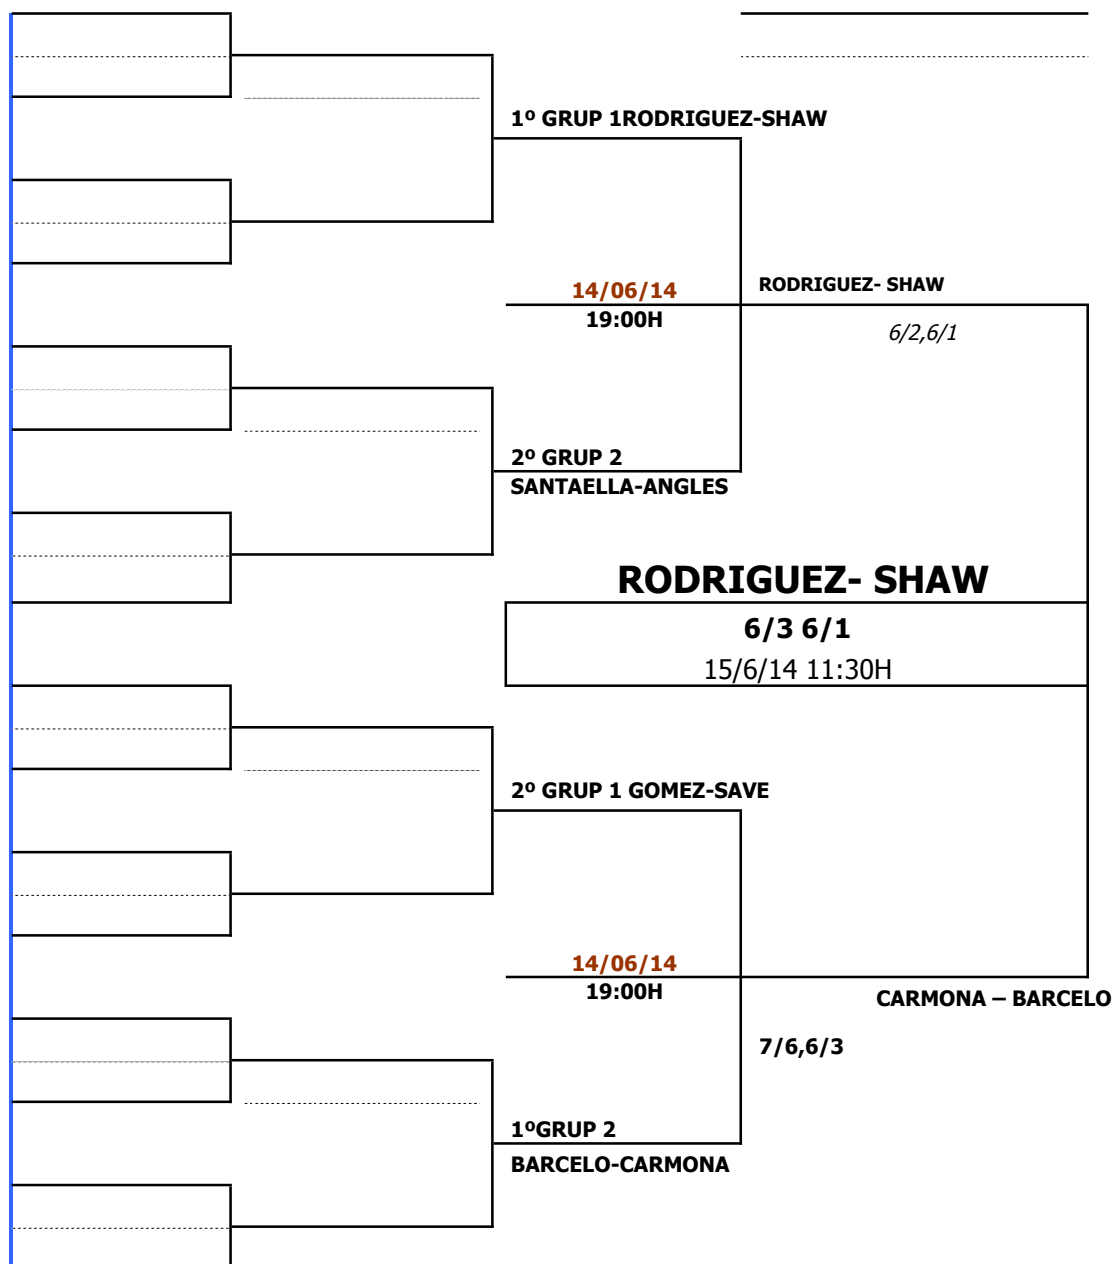 1º GRUP 1RODRIGUEZ-SHAW
14/06/14
19:00H
RODRIGUEZ- SHAW
6/2,6/1
2º GRUP 2
SANTAELLA-ANGLES
RODRIGUEZ- SHAW
6/3 6/1
15/6/14 11:30H
2º GRUP 1 GOMEZ-SAVE
14/06/14
19:00H
CARMONA – BARCELO
7/6,6/3
1ºGRUP 2
BARCELO-CARMONA